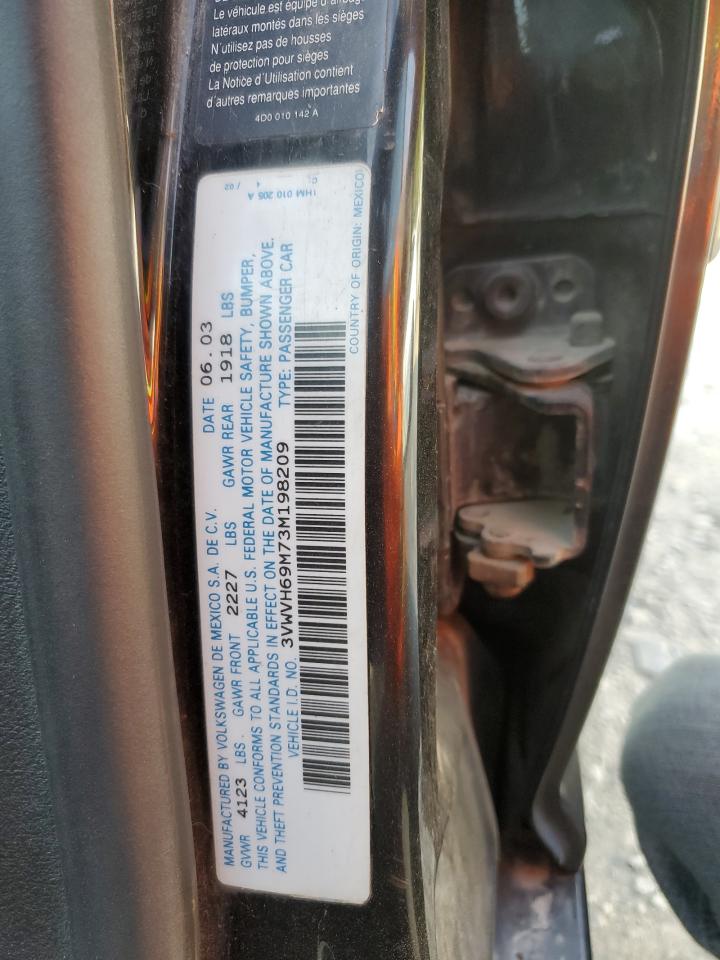 Le véhicule est équipé d'airbags
latéraux montés dans les sièges
N'utilisez pas de housses
de protection pour sièges
La Notice d'Utilisation contient
d'autres remarques importantes
4D0 010 142 A
MANUFACTURED BY VOLKSWAGEN DE MEXICO S.A. DE C.V. DATE 06.03
GVWR 4123 LBS. GAWR FRONT 2227 LBS GAWR REAR 1918 LBS
THIS VEHICLE CONFORMS TO ALL APPLICABLE U.S. FEDERAL MOTOR VEHICLE SAFETY, BUMPER,
AND THEFT PREVENTION STANDARDS IN EFFECT ON THE DATE OF MANUFACTURE SHOWN ABOVE.
VEHICLE I.D. NO. 3VWVH69M73M198209 TYPE: PASSENGER CAR
COUNTRY OF ORIGIN: MEXICO
1HM 010 205 A